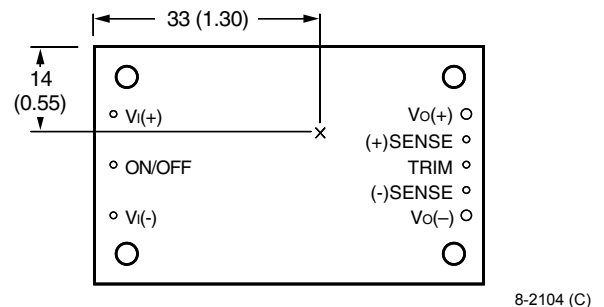 33 (1.30)
14
(0.55)
VI(+)
ON/OFF
VI(-)
VO(+)
(+)SENSE
TRIM
(-)SENSE
VO(–)
8-2104 (C)